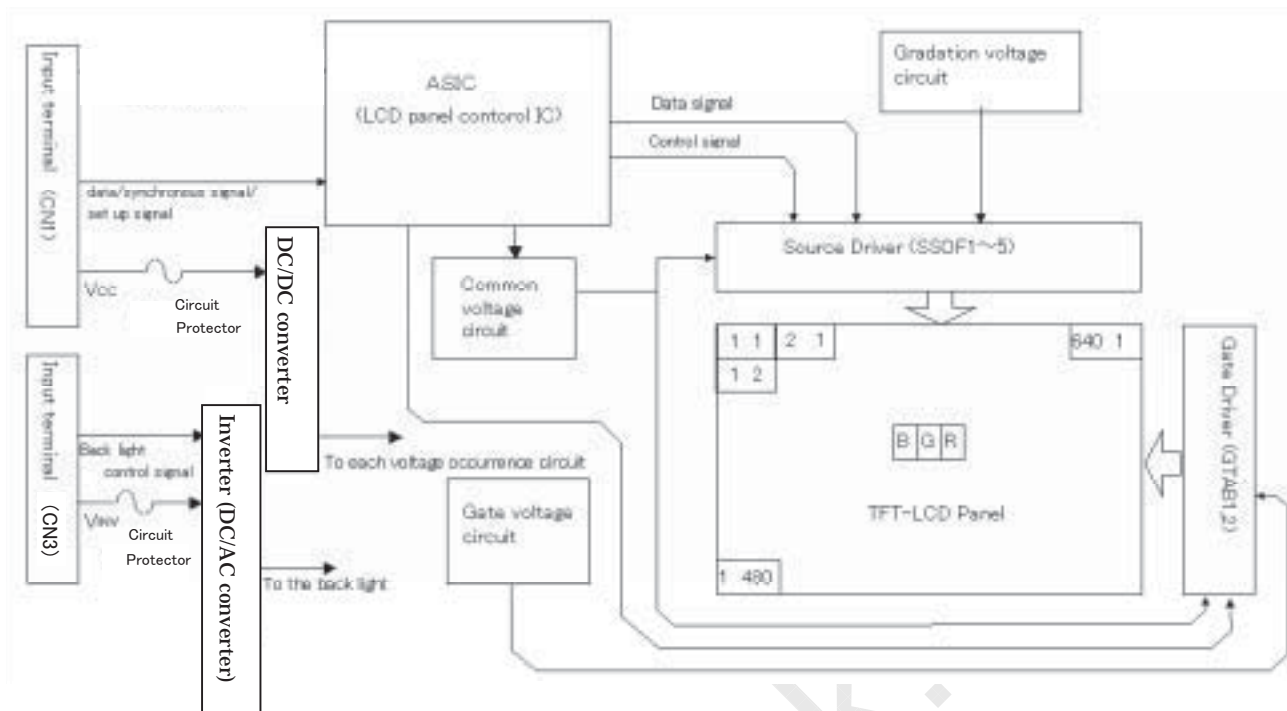 Input terminal (CN1)
ASIC
(LCD panel contorol IC)
Gradation voltage
circuit
Data signal
Control signal
data/synchronous signal/
set up signal
Vcc
Circuit
Protector
DC/DC converter
Common
voltage
circuit
Source Driver (SSOF1～5)
1 1
2 1
640 1
1 2
B G R
TFT-LCD Panel
1 480
Gate Driver (GTAB1,2)
Input terminal (CN3)
Back light
control signal
VINV
Circuit
Protector
Inverter (DC/AC converter)
To each voltage occurrence circuit
Gate voltage
circuit
To the back light